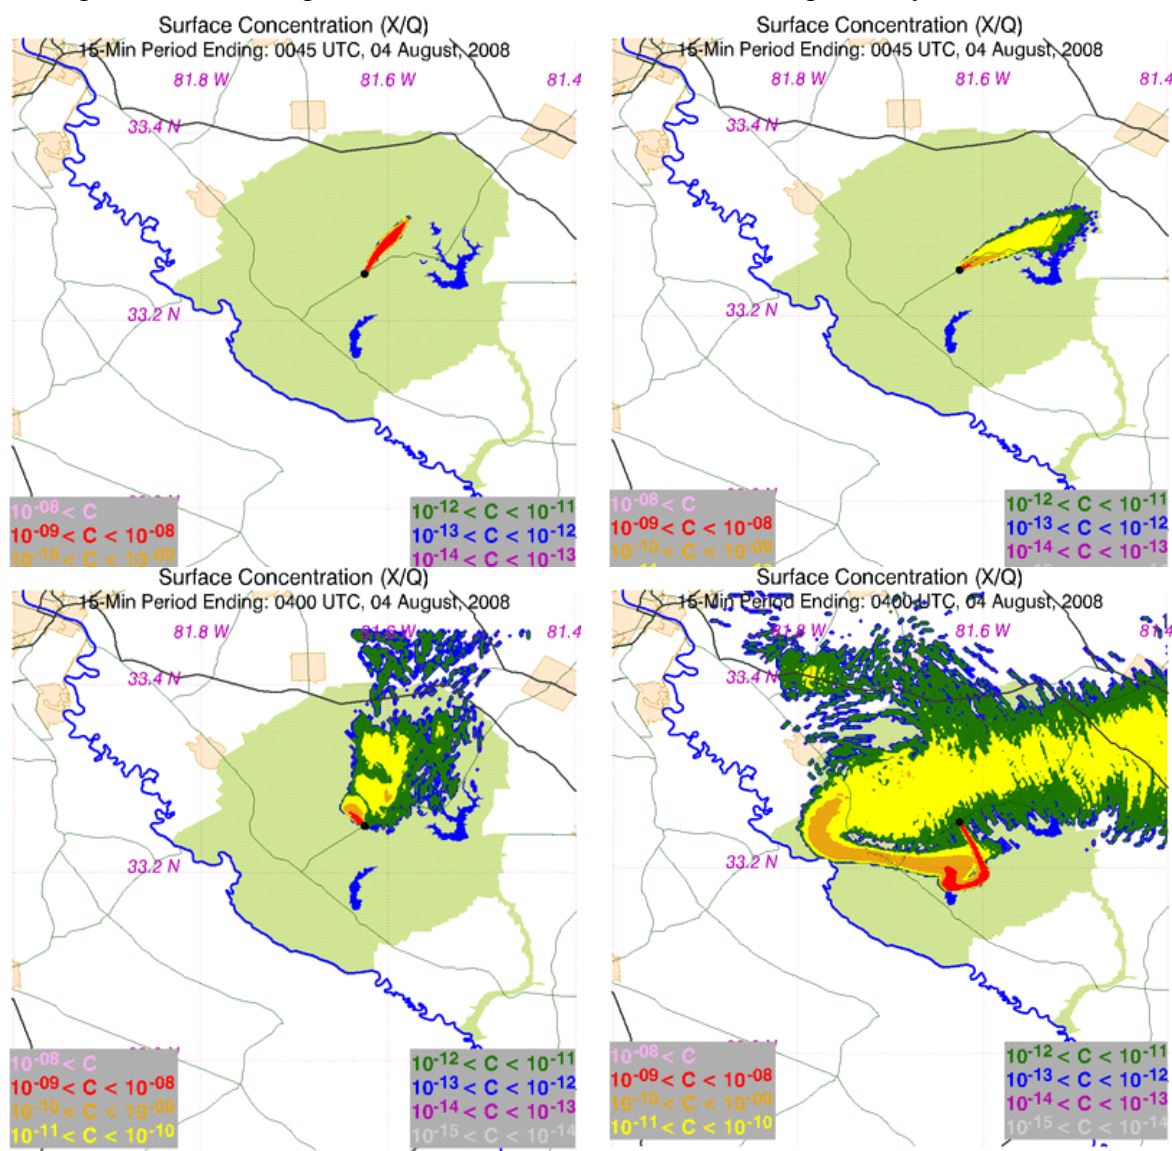 Surface Concentration (X/Q)
15-Min Period Ending: 0045 UTC, 04 August, 2008
81.8 W 81.6 W 81.4
33.4 N
33.2 N
10-08 < C
10-09 < C < 10-08
10-10 < C < 10-09
10-12 < C < 10-11
10-13 < C < 10-12
10-14 < C < 10-13
Surface Concentration (X/Q)
15-Min Period Ending: 0045 UTC, 04 August, 2008
81.8 W 81.6 W 81.4
33.4 N
33.2 N
10-08 < C
10-09 < C < 10-08
10-10 < C < 10-09
10-12 < C < 10-11
10-13 < C < 10-12
10-14 < C < 10-13
Surface Concentration (X/Q)
15-Min Period Ending: 0400 UTC, 04 August, 2008
81.8 W 81.6 W 81.4
33.4 N
33.2 N
10-08 < C
10-09 < C < 10-08
10-10 < C < 10-09
10-11 < C < 10-10
10-12 < C < 10-11
10-13 < C < 10-12
10-14 < C < 10-13
10-15 < C < 10-14
Surface Concentration (X/Q)
15-Min Period Ending: 0400 UTC, 04 August, 2008
81.8 W 81.6 W 81.4
33.4 N
33.2 N
10-08 < C
10-09 < C < 10-08
10-10 < C < 10-09
10-11 < C < 10-10
10-12 < C < 10-11
10-13 < C < 10-12
10-14 < C < 10-13
10-15 < C < 10-14